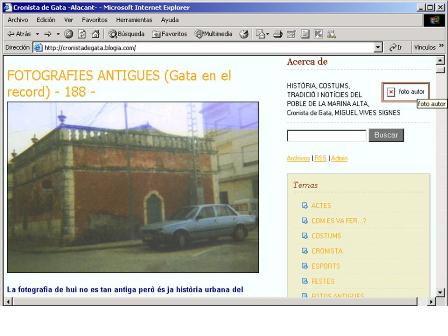 Cronista de Gata -Alacant- - Microsoft Internet Explorer
Archivo Edición Ver Favoritos Herramientas Ayuda
Atrás Búsqueda Favoritos Multimedia
Dirección http://cronistadegata.blogia.com/ Ir Vínculos »
FOTOGRAFIES ANTIGUES (Gata en el
record) - 188 -
La fotografia de hui no es tan antiga però és ja història urbana del
Acerca de
HISTÒRIA, COSTUMS,
TRADICIÓ I NOTÍCIES DEL
POBLE DE LA MARINA ALTA,
Cronista de Gata, MIGUEL VIVES SIGNES
foto autor
foto autor
Buscar
Archivos | RSS | Admin
Temas
ACTES
COM ES VA FER...?
COSTUMS
CRONISTA
ESPORTS
FESTES
FOTOS ANTIGUES